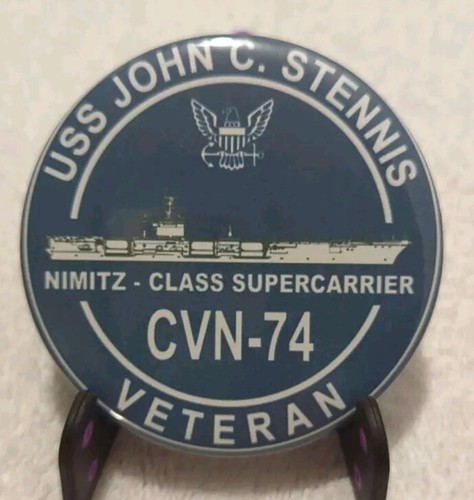 USS JOHN C. STENNIS
NIMITZ - CLASS SUPERCARRIER
CVN-74
VETERAN